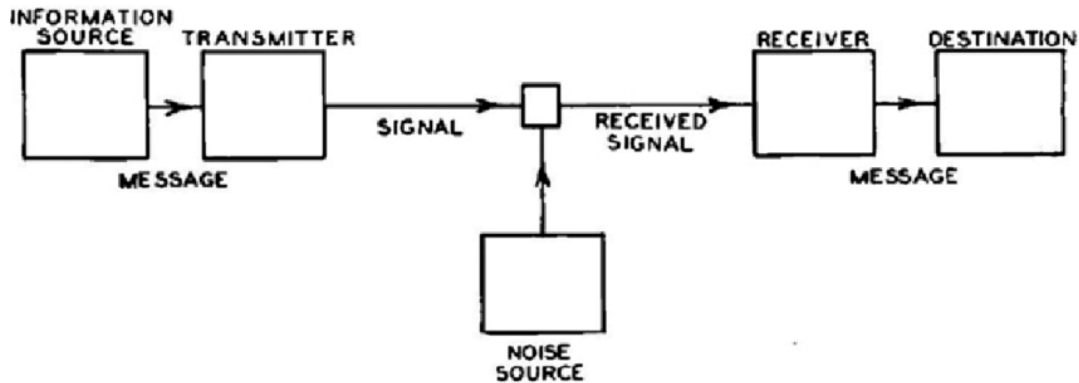 INFORMATION
SOURCE
TRANSMITTER
RECEIVER
DESTINATION
SIGNAL
RECEIVED
SIGNAL
MESSAGE
MESSAGE
NOISE
SOURCE